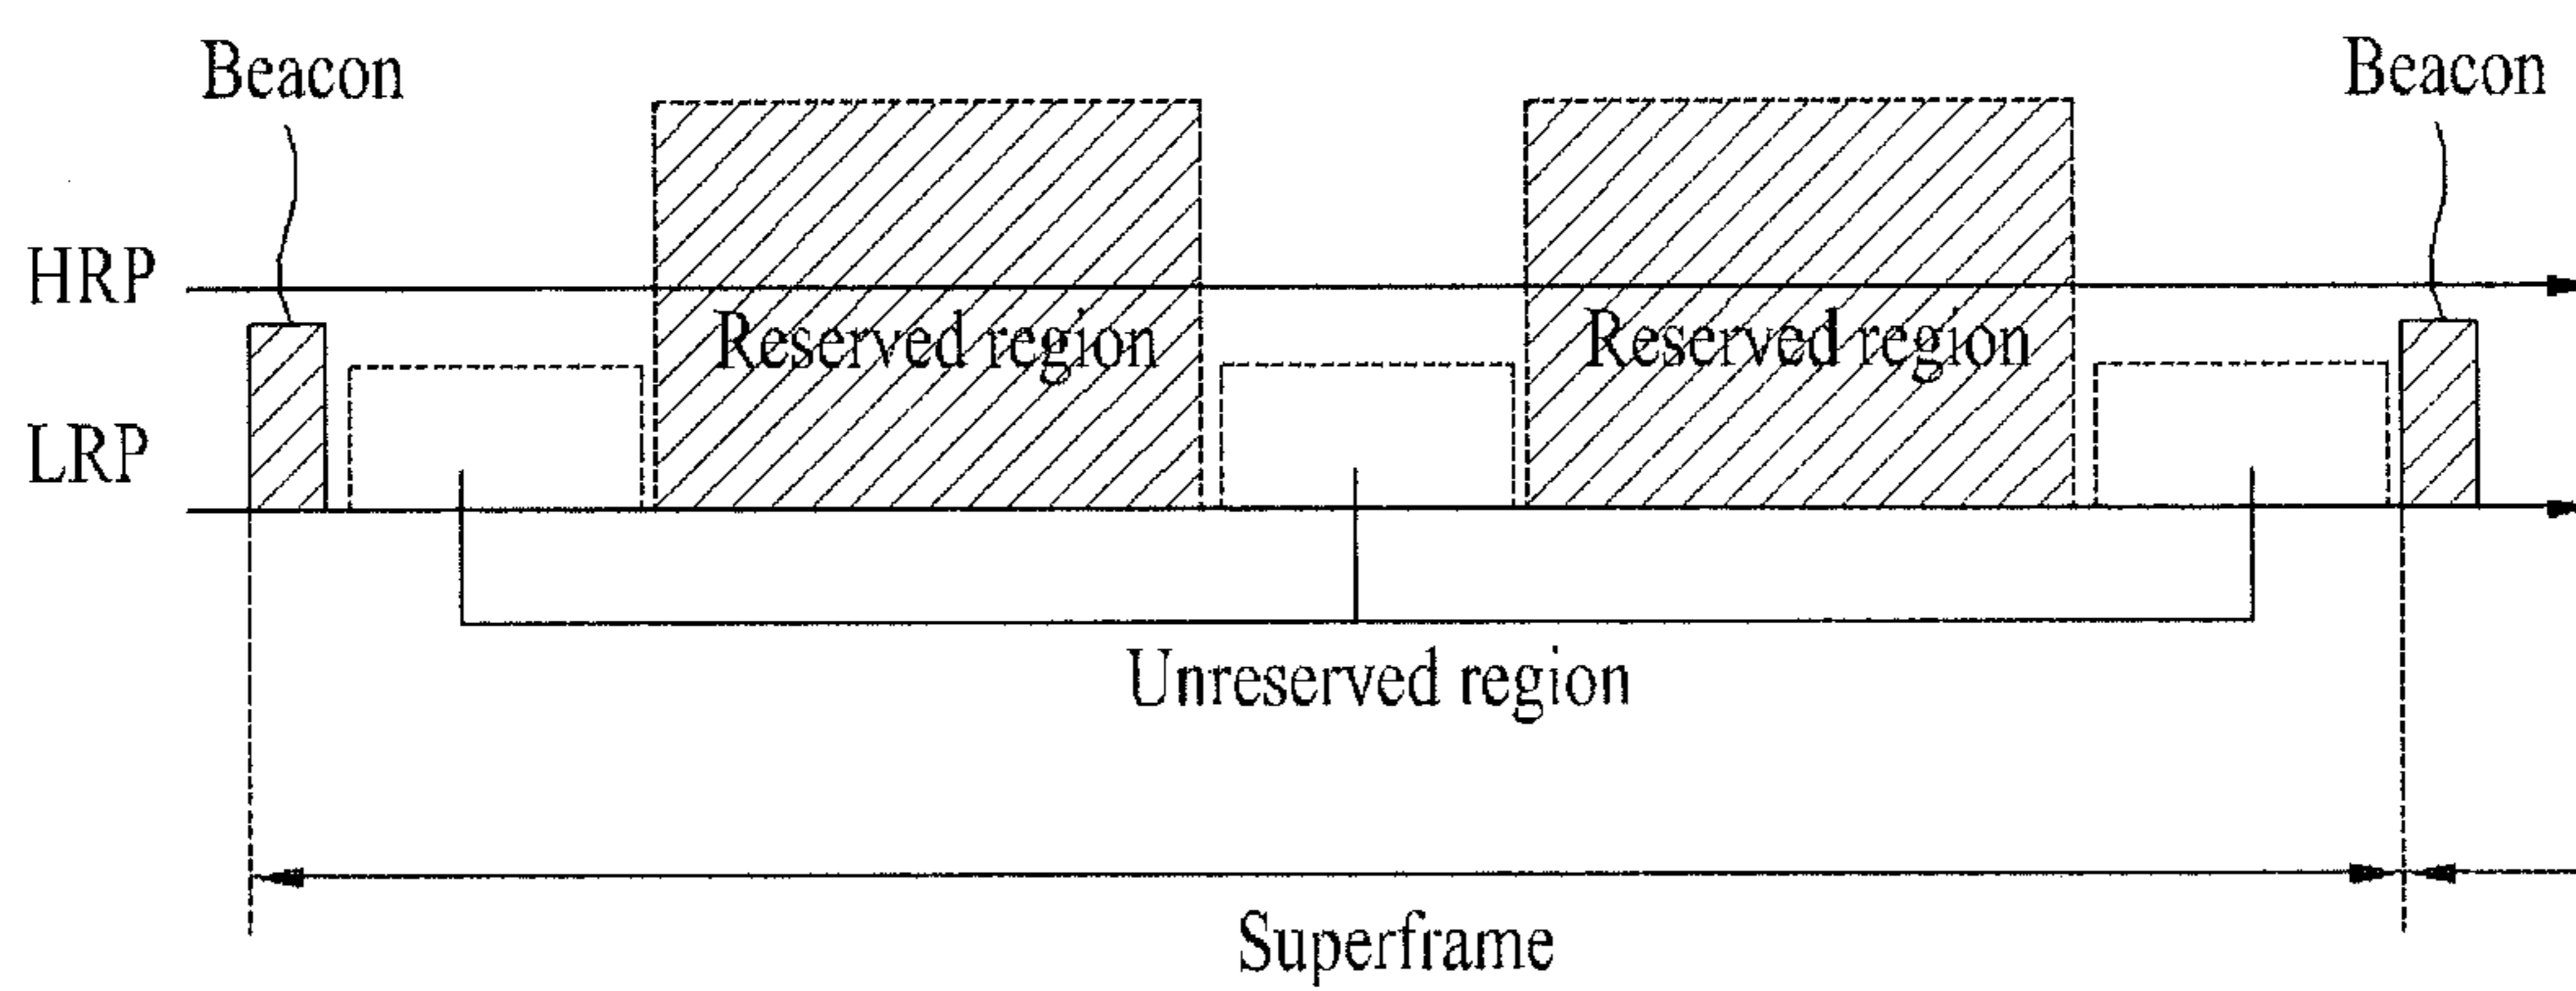 Beacon
Beacon
HRP
Reserved region
Reserved region
LRP
Unreserved region
Superframe